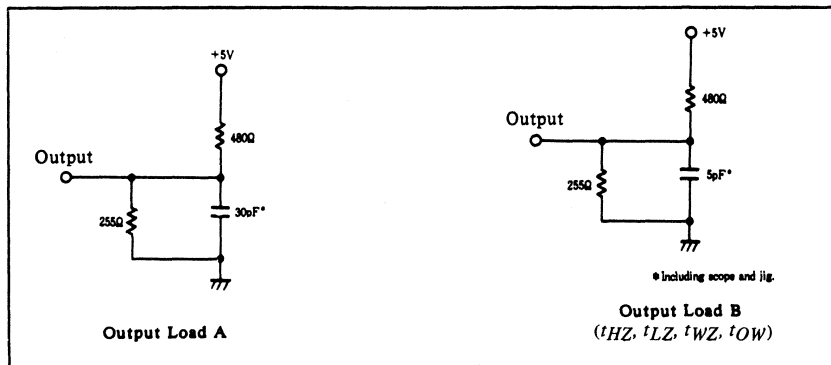 +5V
480Ω
Output
255Ω
30pF*
Output Load A
+5V
480Ω
Output
255Ω
5pF*
* Including scope and jig.
Output Load B
(tHZ, tLZ, tWZ, tOW)